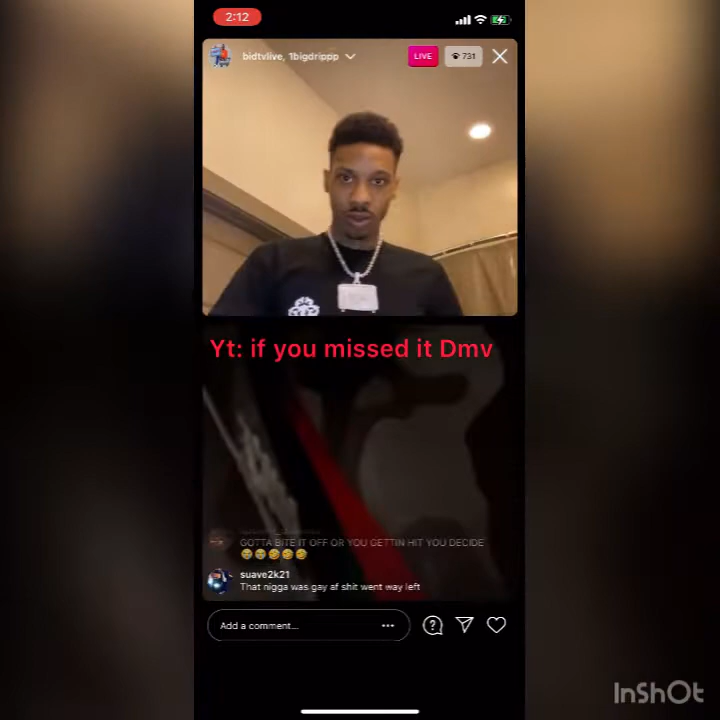 2:12
bidtvlive, 1bigdrippp
LIVE
731
Yt: if you missed it Dmv
GOTTA BITE IT OFF OR YOU GETTIN HIT YOU DECIDE
😭😭🤣🤣🤣
suave2k21
That nigga was gay af shit went way left
Add a comment...
InShOt